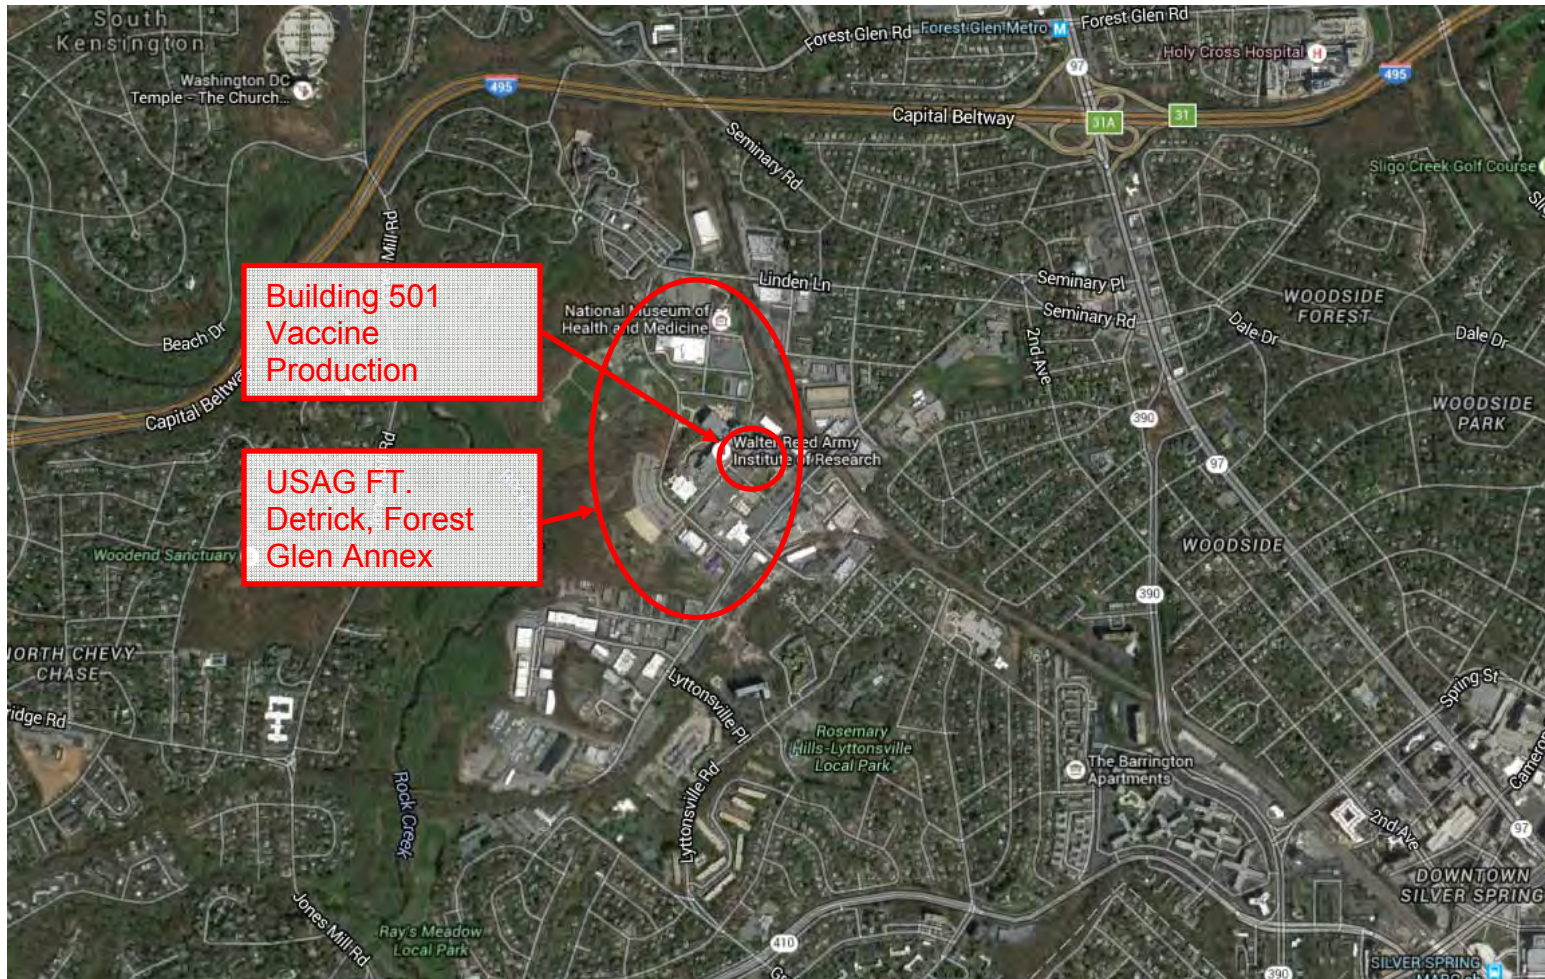 South
Kensington
Washington DC
Temple - The Church...
495
Forest Glen Rd
Forest Glen Metro
M
Forest Glen Rd
97
Holy Cross Hospital
H
495
Capital Beltway
31A
31
Sligo Creek Golf Course
Seminary Rd
Mill Rd
Beach Dr
Linden Ln
Seminary Pl
Seminary Rd
WOODSIDE
FOREST
Dale Dr
Dale Dr
2nd Ave
Building 501
Vaccine
Production
National Museum of
Health and Medicine
Capital
390
WOODSIDE
PARK
97
Walter Reed Army
Institute of Research
USAG FT.
Detrick, Forest
Glen Annex
Rd
Woodend Sanctuary
WOODSIDE
390
NORTH CHEVY
CHASE
ridge Rd
Lyttonsville Pl
Spring St
Rosemary
Hills-Lyttonsville
Local Park
The Barrington
Apartments
Cameron
Rock Creek
Lyttonsville Rd
2nd Ave
97
DOWNTOWN
SILVER SPRING
Jones Mill Rd
Ray's Meadow
Local Park
410
390
SILVER SPRING